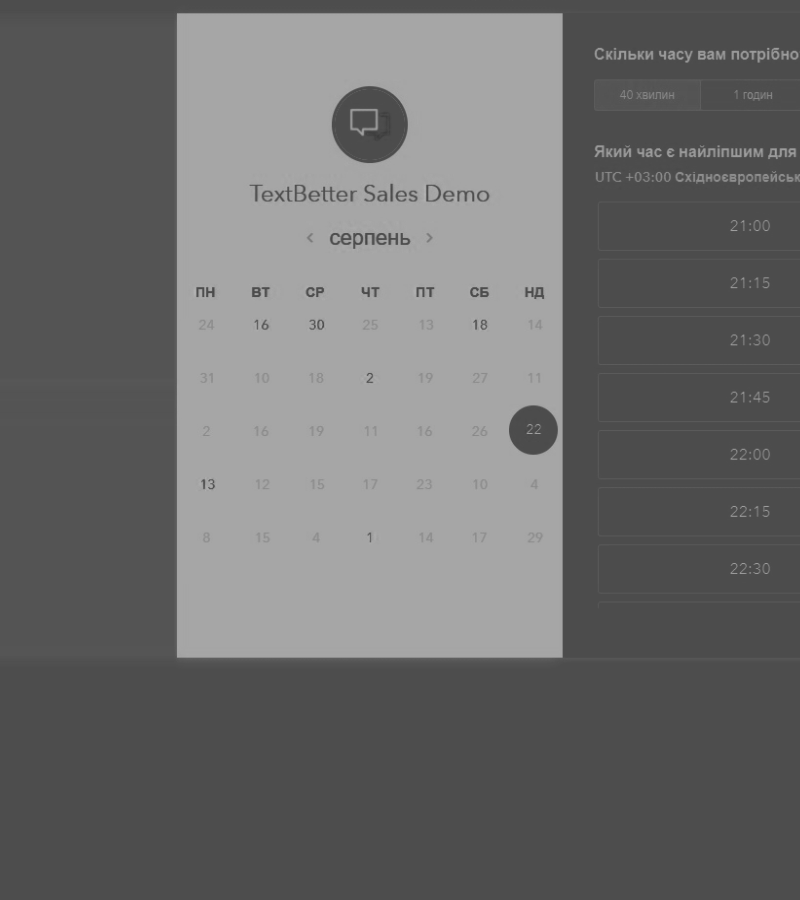 TextBetter Sales Demo
серпень
ПН ВТ СР ЧТ ПТ СБ НД
24 16 30 25 13 18 14
31 10 18 2 19 27 11
2 16 19 11 16 26 22
13 12 15 17 23 10 4
8 15 4 1 14 17 29
Скільки часу вам потрібно
40 хвилин 1 годин
Який час є найліпшим для
UTC +03:00 Східноєвропейськ
21:00
21:15
21:30
21:45
22:00
22:15
22:30